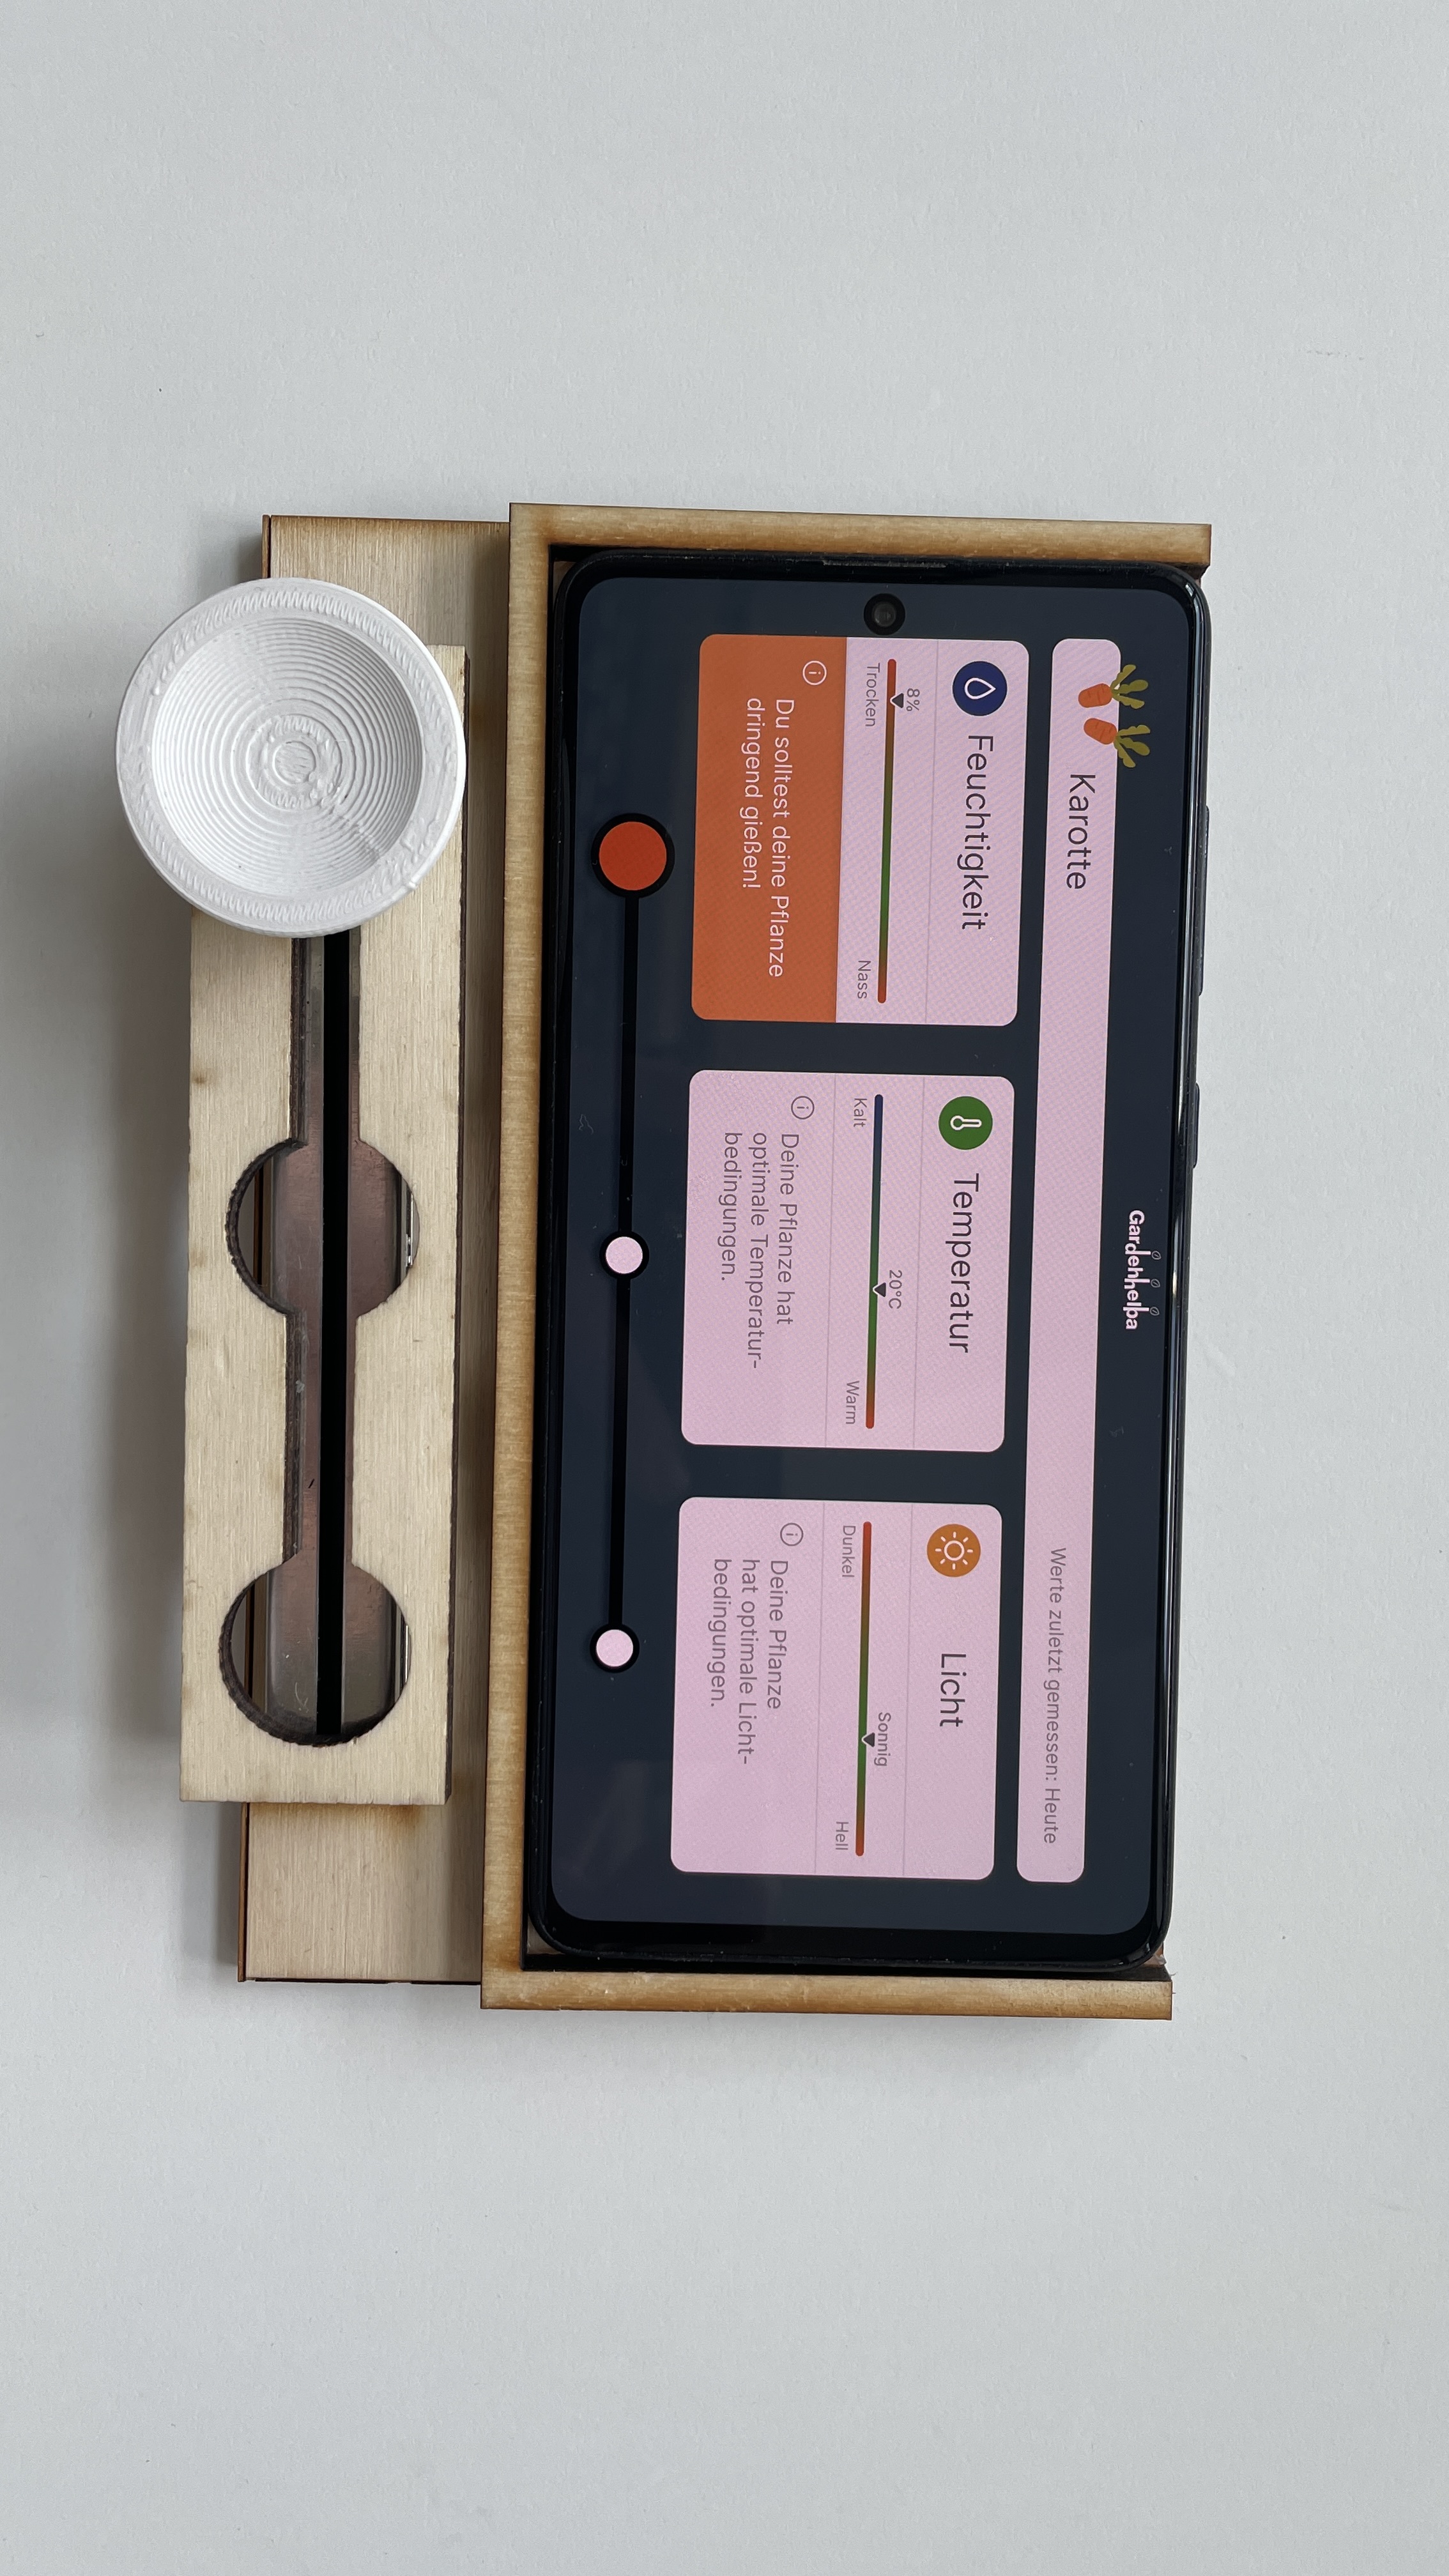 Gardehhelpa
Karotte
Werte zuletzt gemessen: Heute
Feuchtigkeit
8%
Trocken
Nass
Du solltest deine Pflanze
dringend gießen!
Temperatur
20°C
Kalt
Warm
Deine Pflanze hat
optimale Temperatur-
bedingungen.
Licht
Sonnig
Dunkel
Hell
Deine Pflanze
hat optimale Licht-
bedingungen.